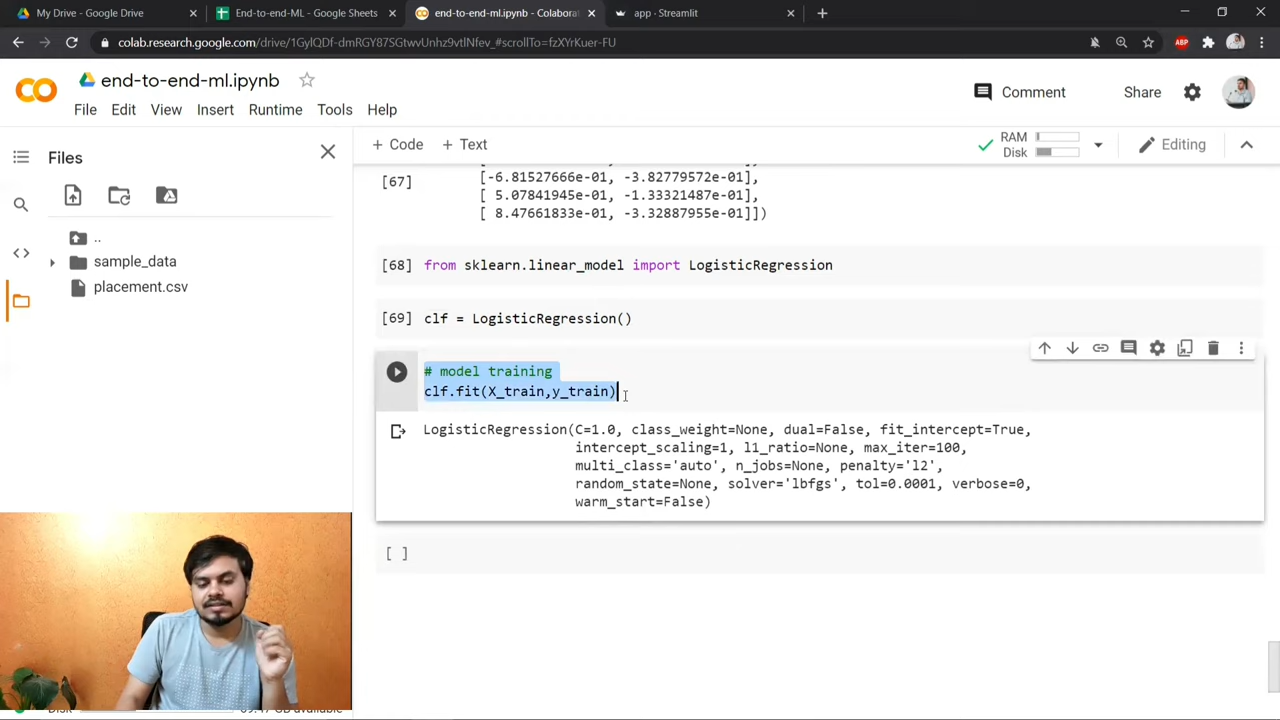 My Drive - Google Drive
End-to-end-ML - Google Sheets
end-to-end-ml.ipynb - Colaborat
app · Streamlit
colab.research.google.com/drive/1GylQDf-dmRGY87SGtwvUnhz9vtlNfev_#scrollTo=fzXYrKuer-FU
ABP
end-to-end-ml.ipynb
File Edit View Insert Runtime Tools Help
Comment
Share
Files
+ Code + Text
RAM
Disk
Editing
..
sample_data
placement.csv
[67]
[-6.81527666e-01, -3.82779572e-01],
[ 5.07841945e-01, -1.33321487e-01],
[ 8.47661833e-01, -3.32887955e-01]])
[68] from sklearn.linear_model import LogisticRegression
[69] clf = LogisticRegression()
# model training
clf.fit(X_train,y_train)
LogisticRegression(C=1.0, class_weight=None, dual=False, fit_intercept=True,
intercept_scaling=1, l1_ratio=None, max_iter=100,
multi_class='auto', n_jobs=None, penalty='l2',
random_state=None, solver='lbfgs', tol=0.0001, verbose=0,
warm_start=False)
[ ]